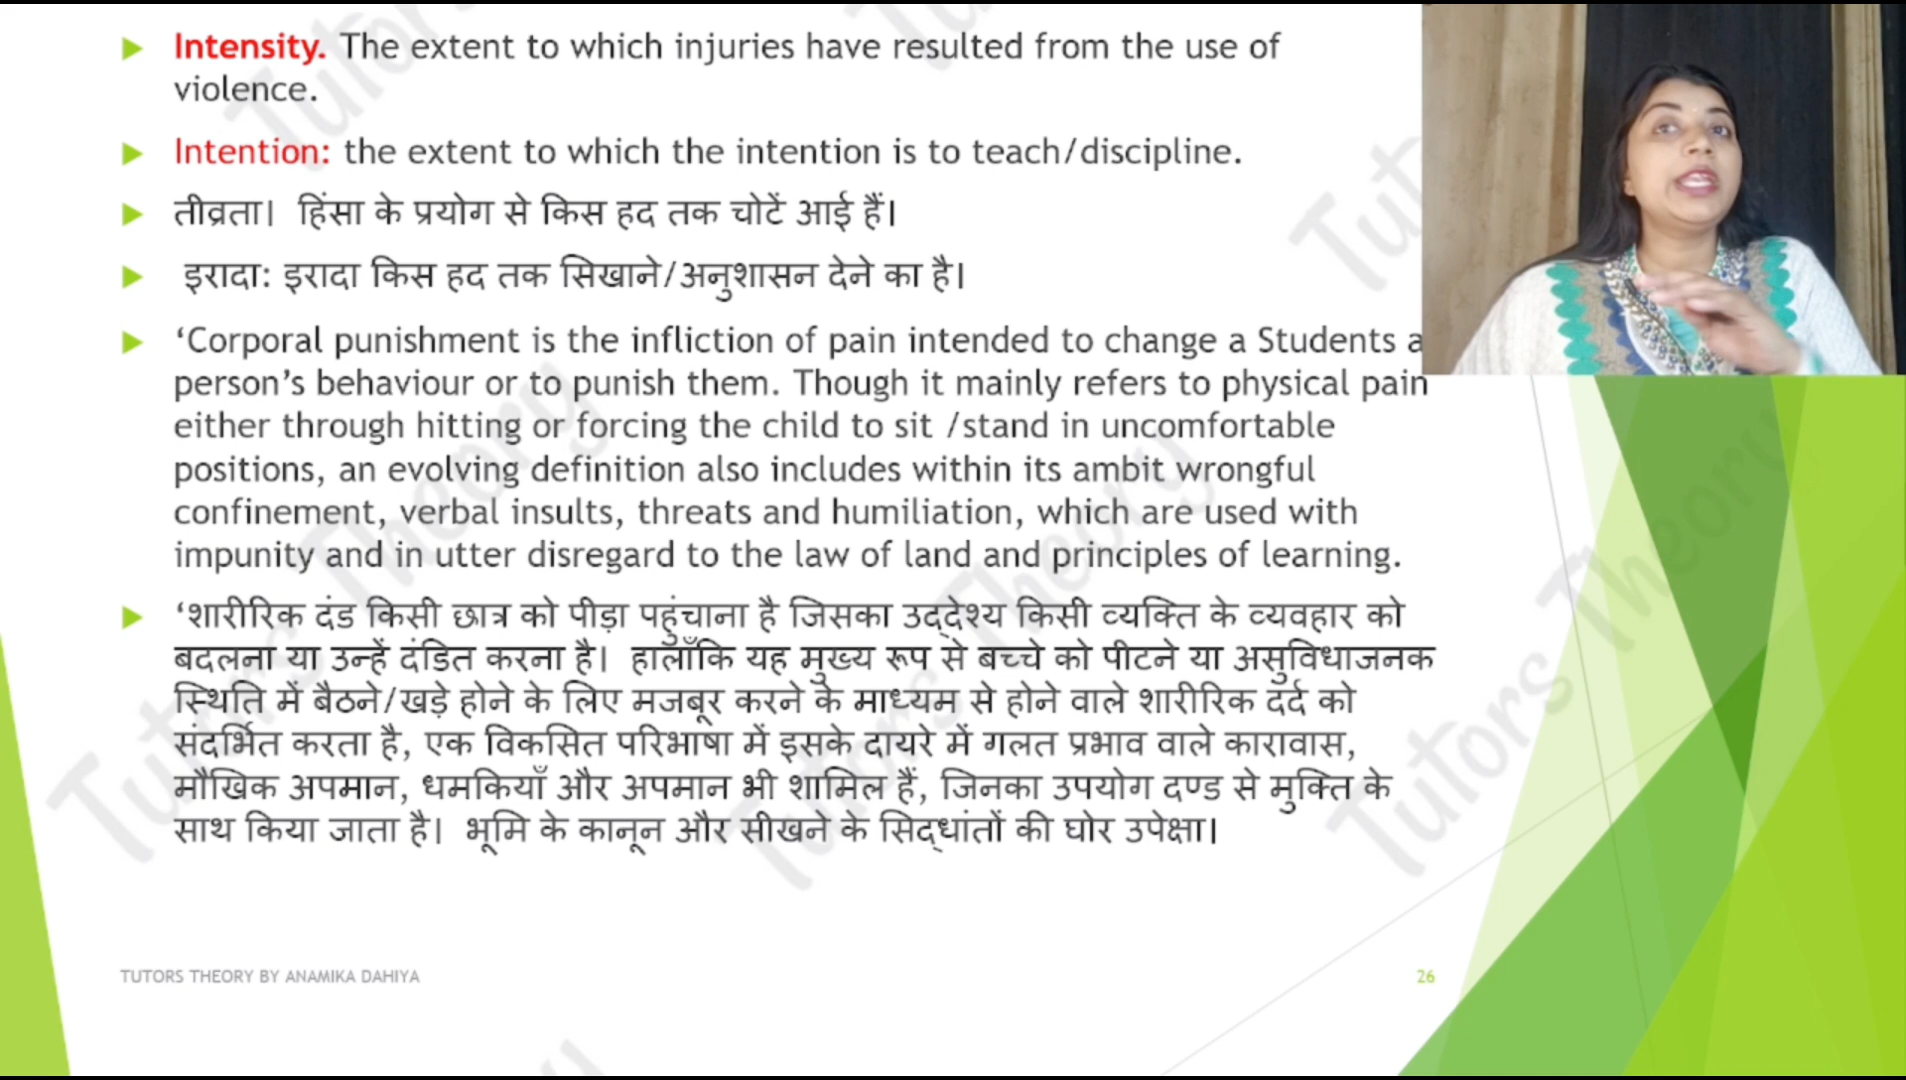 Intensity. The extent to which injuries have resulted from the use of
violence.
Intention: the extent to which the intention is to teach/discipline.
तीव्रता। हिंसा के प्रयोग से किस हद तक चोटें आई हैं।
इरादा: इरादा किस हद तक सिखाने/अनुशासन देने का है।
‘Corporal punishment is the infliction of pain intended to change a Students a
person’s behaviour or to punish them. Though it mainly refers to physical pain
either through hitting or forcing the child to sit /stand in uncomfortable
positions, an evolving definition also includes within its ambit wrongful
confinement, verbal insults, threats and humiliation, which are used with
impunity and in utter disregard to the law of land and principles of learning.
‘शारीरिक दंड किसी छात्र को पीड़ा पहुंचाना है जिसका उद्देश्य किसी व्यक्ति के व्यवहार को
बदलना या उन्हें दंडित करना है। हालाँकि यह मुख्य रूप से बच्चे को पीटने या असुविधाजनक
स्थिति में बैठने/खड़े होने के लिए मजबूर करने के माध्यम से होने वाले शारीरिक दर्द को
संदर्भित करता है, एक विकसित परिभाषा में इसके दायरे में गलत प्रभाव वाले कारावास,
मौखिक अपमान, धमकियाँ और अपमान भी शामिल हैं, जिनका उपयोग दण्ड से मुक्ति के
साथ किया जाता है। भूमि के कानून और सीखने के सिद्धांतों की घोर उपेक्षा।
TUTORS THEORY BY ANAMIKA DAHIYA
26
Tutors Theory
Tutors Theory
Tutors Theory